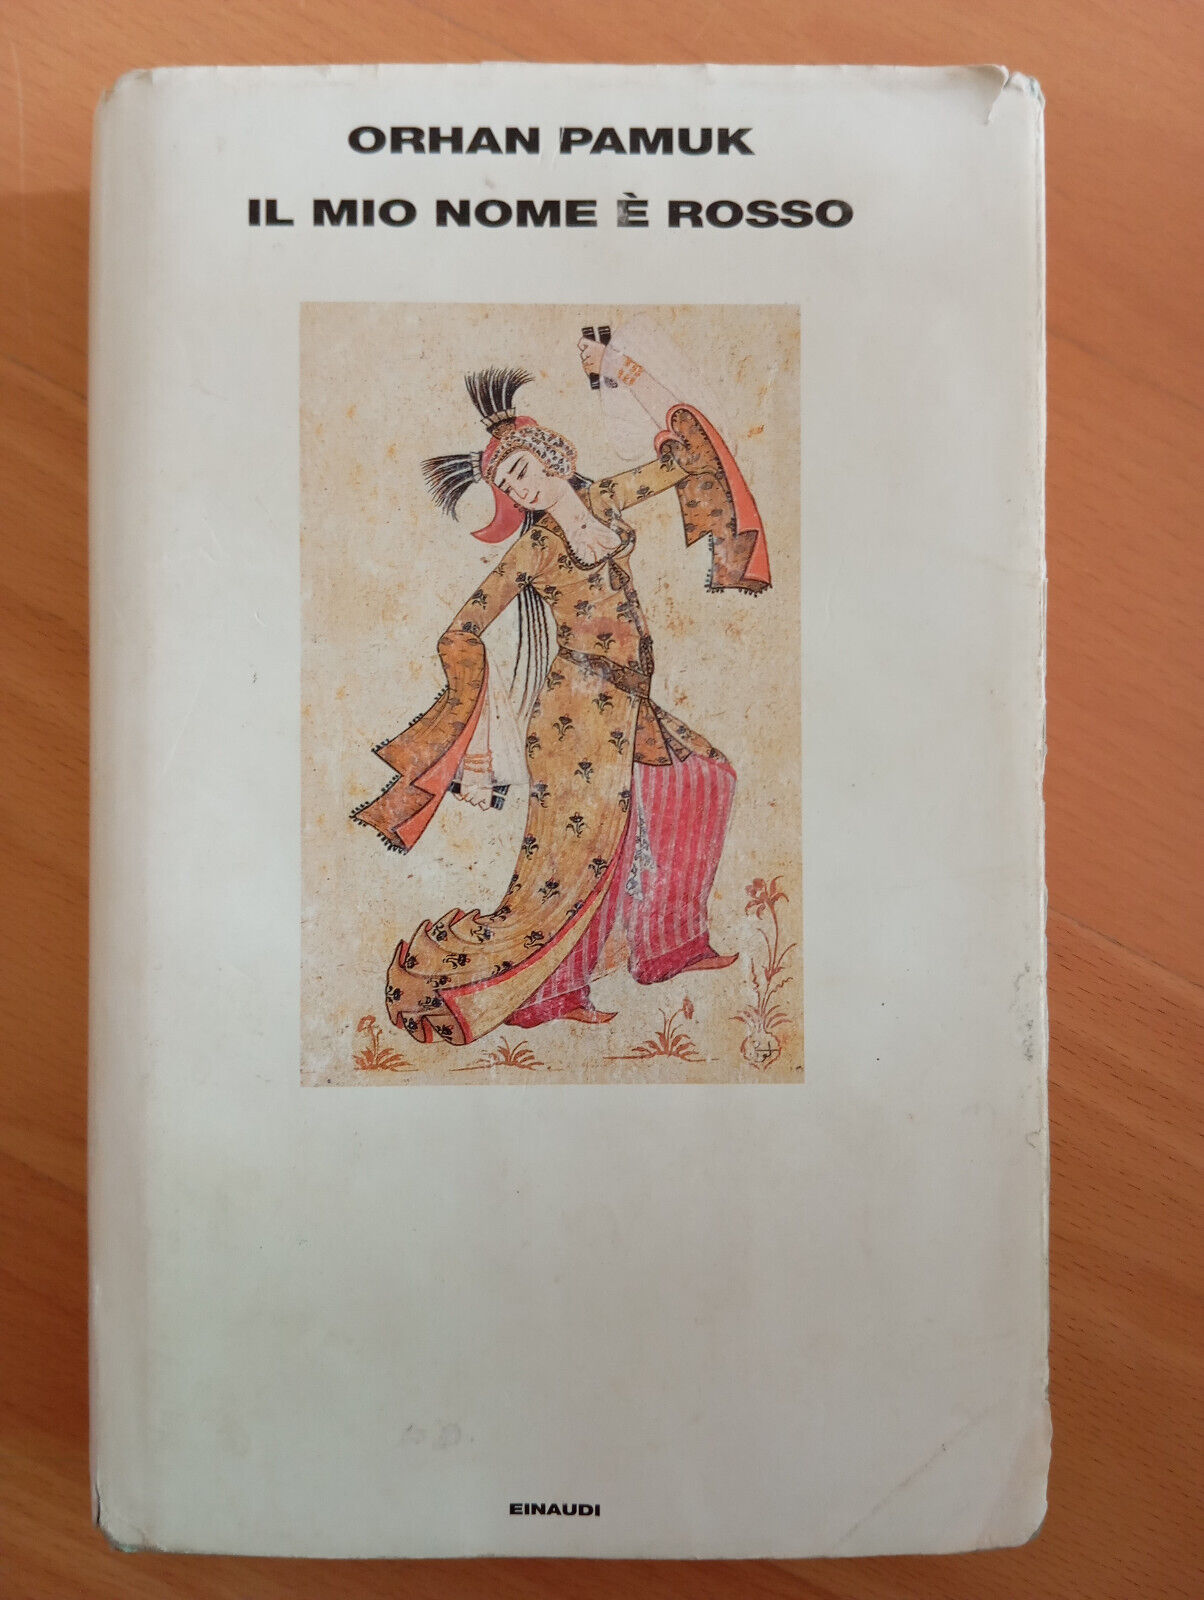 ORHAN PAMUK
IL MIO NOME È ROSSO
EINAUDI